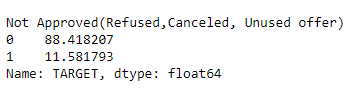 Not Approved(Refused,Canceled, Unused offer)
0    88.418207
1    11.581793
Name: TARGET, dtype: float64